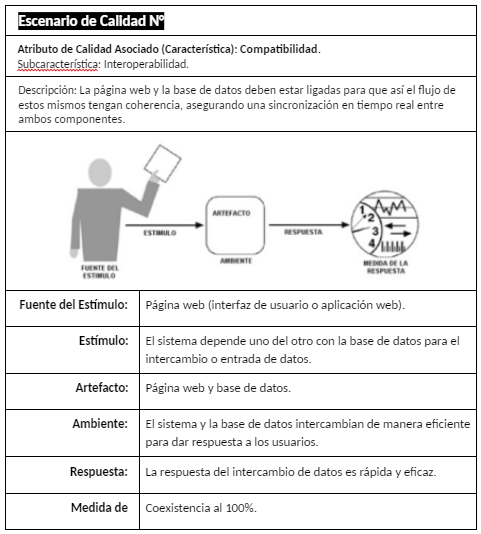 Escenario de Calidad N°
Atributo de Calidad Asociado (Característica): Compatibilidad.
Subcaracterística: Interoperabilidad.
Descripción: La página web y la base de datos deben estar ligadas para que así el flujo de
estos mismos tengan coherencia, asegurando una sincronización en tiempo real entre
ambos componentes.
ARTEFACTO
1
2
3
4
ESTIMULO
RESPUESTA
FUENTE DEL
ESTIMULO
AMBIENTE
MEDIDA DE LA
RESPUESTA
Fuente del Estímulo: Página web (interfaz de usuario o aplicación web).
Estímulo: El sistema depende uno del otro con la base de datos para el
intercambio o entrada de datos.
Artefacto: Página web y base de datos.
Ambiente: El sistema y la base de datos intercambian de manera eficiente
para dar respuesta a los usuarios.
Respuesta: La respuesta del intercambio de datos es rápida y eficaz.
Medida de Coexistencia al 100%.